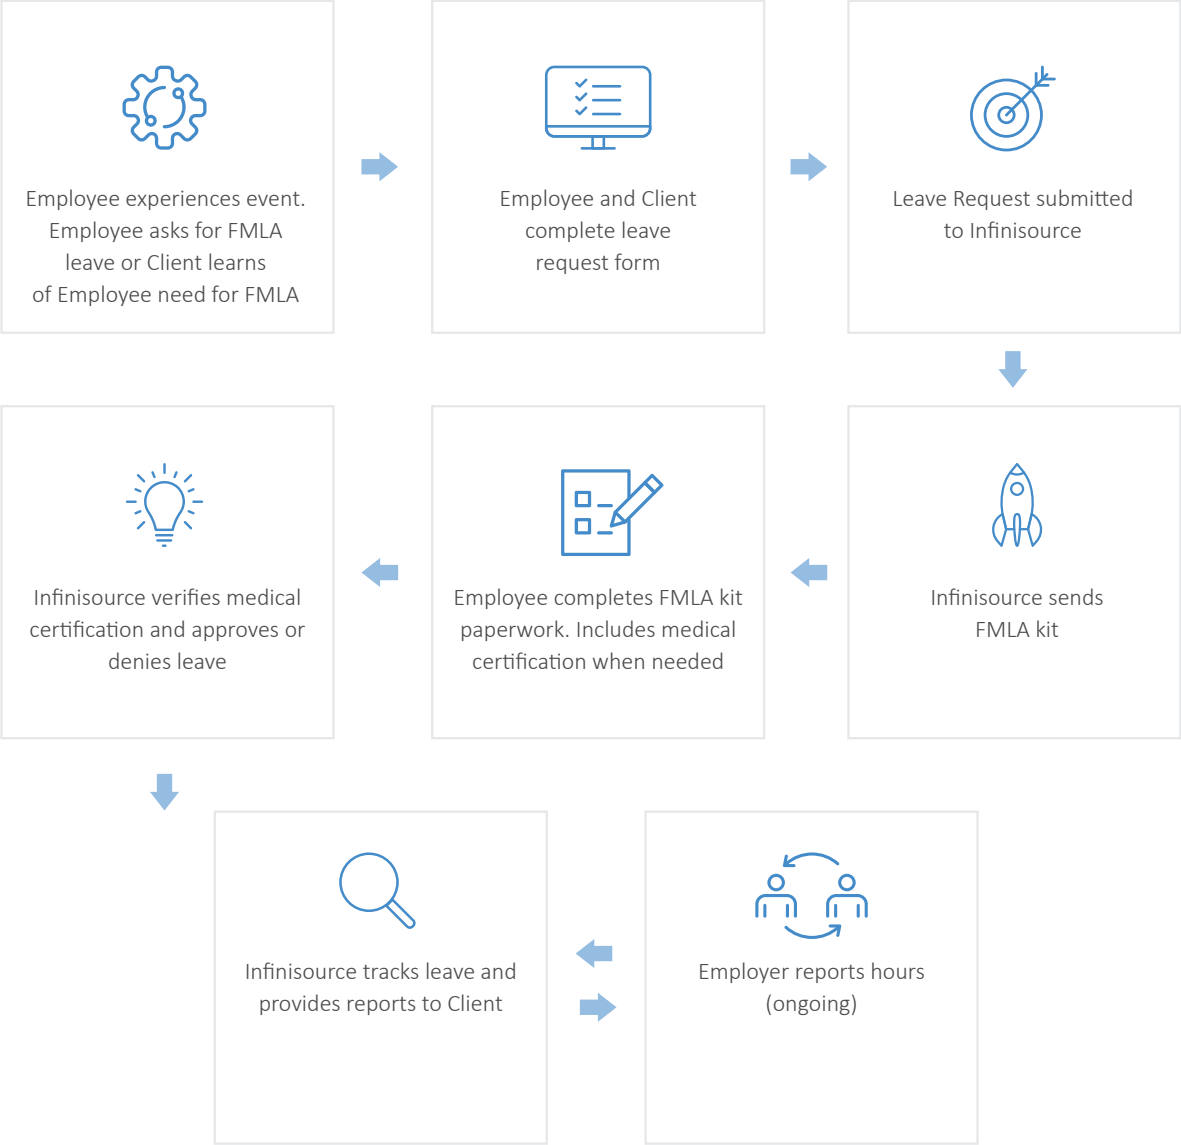 Employee experiences event.
Employee asks for FMLA
leave or Client learns
of Employee need for FMLA
Employee and Client
complete leave
request form
Leave Request submitted
to Infinisource
Infinisource sends
FMLA kit
Employee completes FMLA kit
paperwork. Includes medical
certification when needed
Infinisource verifies medical
certification and approves or
denies leave
Infinisource tracks leave and
provides reports to Client
Employer reports hours
(ongoing)